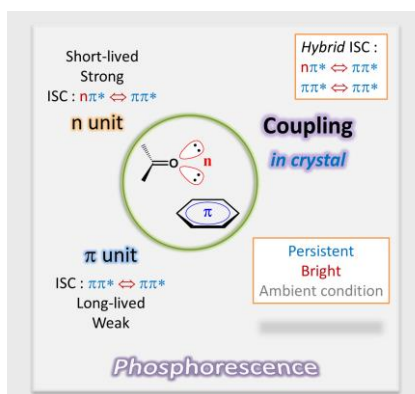 Short-lived
Strong
ISC : nπ* ⇔ ππ*
n unit
Hybrid ISC :
nπ* ⇔ ππ*
ππ* ⇔ ππ*
Coupling
in crystal
O
n
π
π unit
ISC : ππ* ⇔ ππ*
Long-lived
Weak
Persistent
Bright
Ambient condition
Phosphorescence